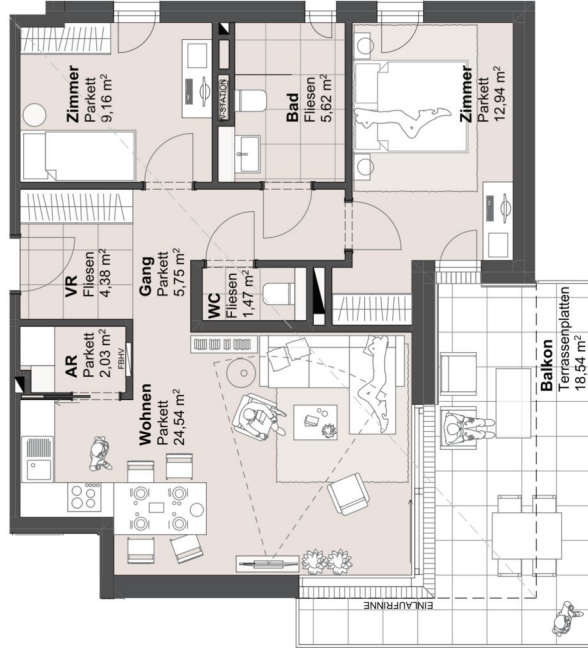 Zimmer
Parkett
9,16 m²
T-STATION
Bad
Fliesen
5,62 m²
Zimmer
Parkett
12,94 m²
VR
Fliesen
4,38 m²
Gang
Parkett
5,75 m²
WC
Fliesen
1,47 m²
AR
Parkett
2,03 m²
FBHV
Wohnen
Parkett
24,54 m²
Balkon
Terrassenplatten
18,54 m²
EINLAUFRINNE